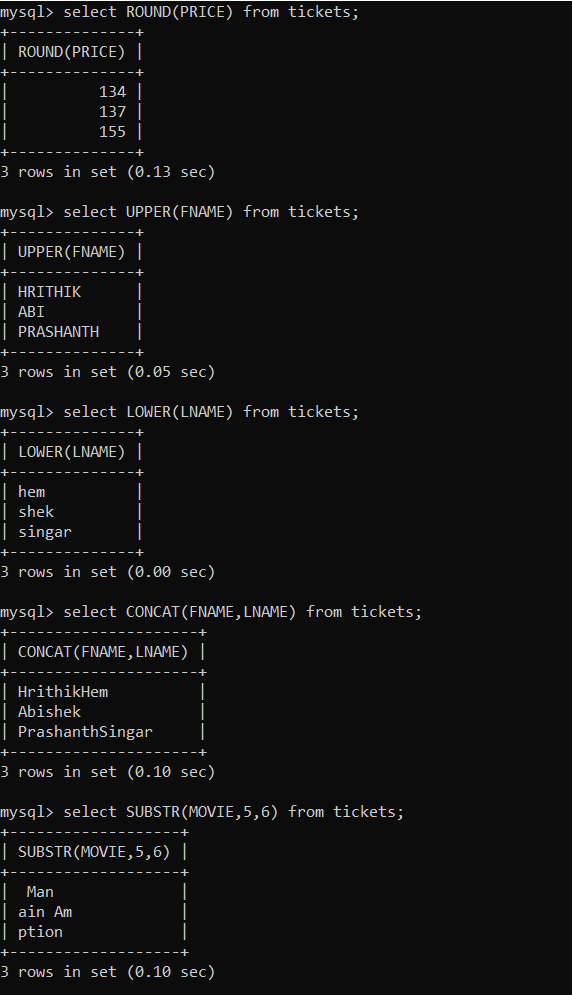 mysql> select ROUND(PRICE) from tickets;
+--------------+
| ROUND(PRICE) |
+--------------+
|          134 |
|          137 |
|          155 |
+--------------+
3 rows in set (0.13 sec)

mysql> select UPPER(FNAME) from tickets;
+--------------+
| UPPER(FNAME) |
+--------------+
| HRITHIK      |
| ABI          |
| PRASHANTH    |
+--------------+
3 rows in set (0.05 sec)

mysql> select LOWER(LNAME) from tickets;
+--------------+
| LOWER(LNAME) |
+--------------+
| hem          |
| shek         |
| singar       |
+--------------+
3 rows in set (0.00 sec)

mysql> select CONCAT(FNAME,LNAME) from tickets;
+---------------------+
| CONCAT(FNAME,LNAME) |
+---------------------+
| HrithikHem          |
| Abishek             |
| PrashanthSingar     |
+---------------------+
3 rows in set (0.10 sec)

mysql> select SUBSTR(MOVIE,5,6) from tickets;
+-------------------+
| SUBSTR(MOVIE,5,6) |
+-------------------+
|  Man              |
| ain Am            |
| ption             |
+-------------------+
3 rows in set (0.10 sec)